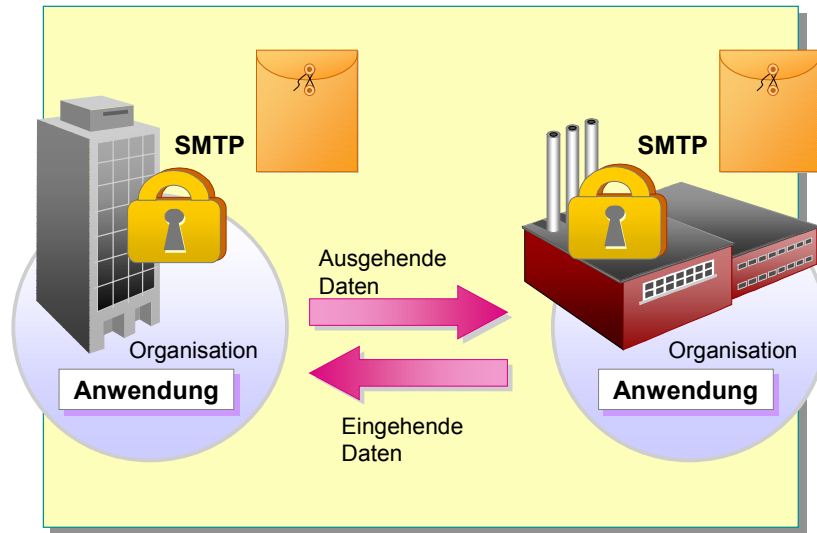 SMTP
SMTP
Ausgehende
Daten
Organisation
Organisation
Anwendung
Anwendung
Eingehende
Daten